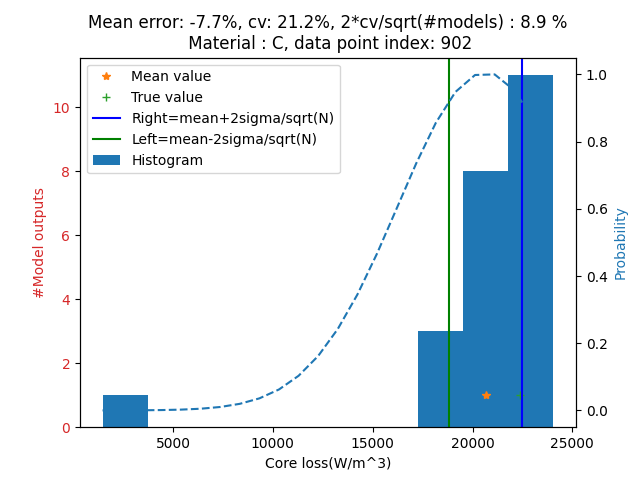 Mean error: -7.7%, cv: 21.2%, 2*cv/sqrt(#models) : 8.9 %
Material : C, data point index: 902
Mean value
True value
Right=mean+2sigma/sqrt(N)
Left=mean-2sigma/sqrt(N)
Histogram
#Model outputs
0
2
4
6
8
10
Probability
0.0
0.2
0.4
0.6
0.8
1.0
5000 10000 15000 20000 25000
Core loss(W/m^3)